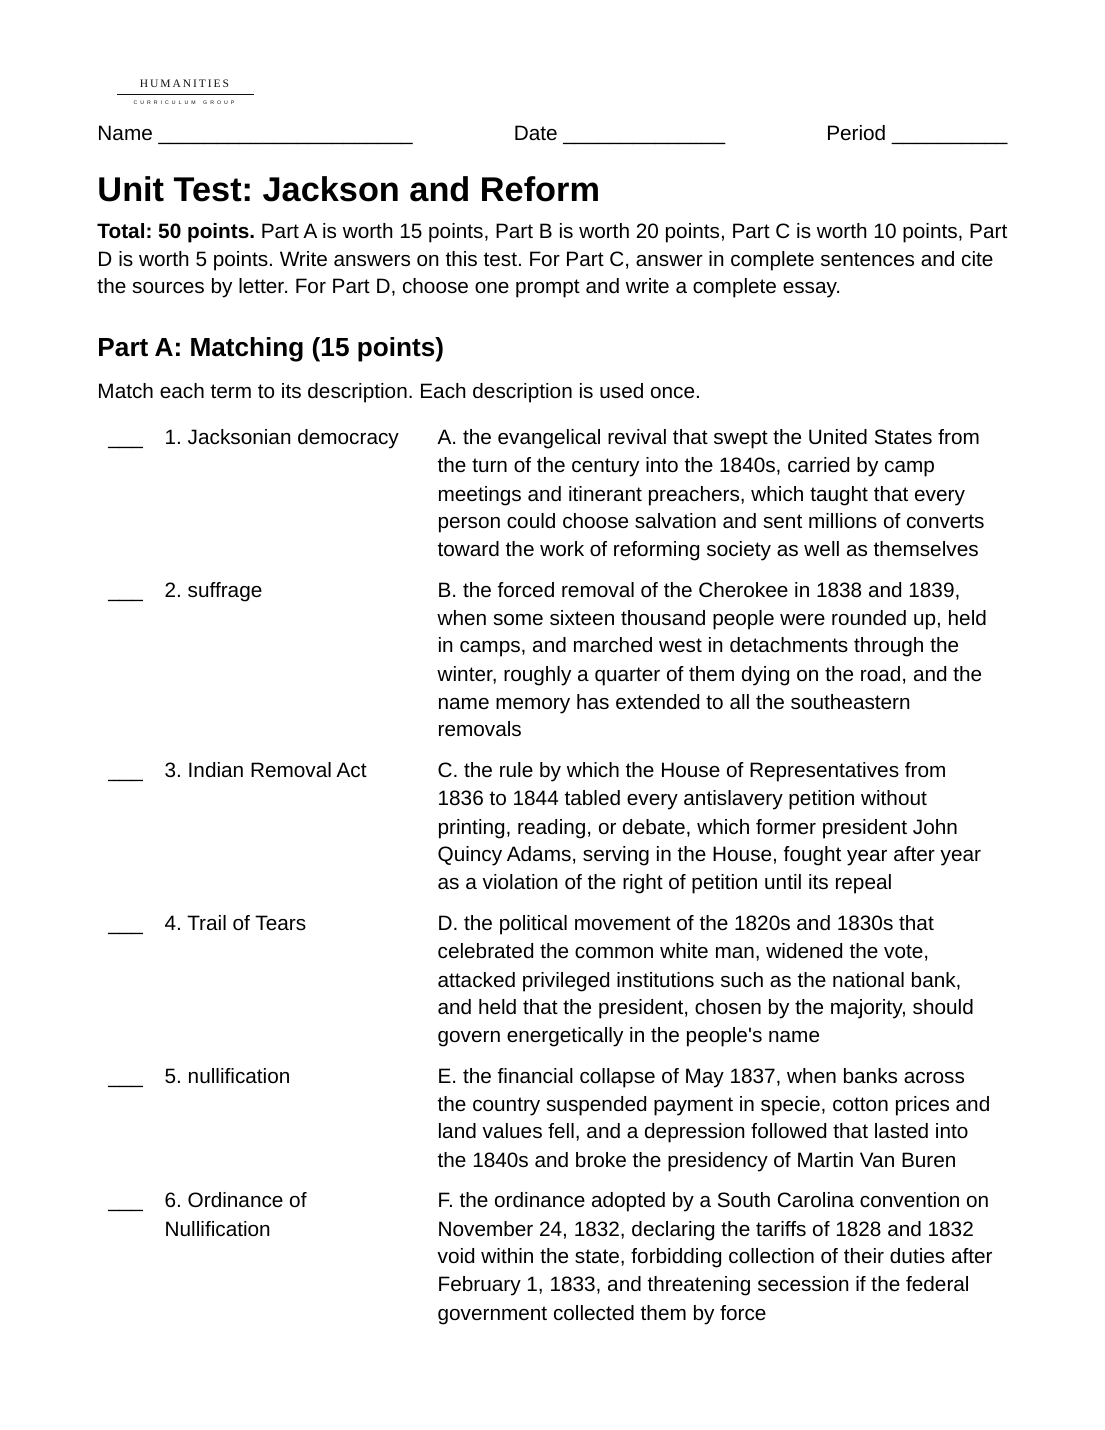 HUMANITIES
CURRICULUM GROUP
Name ______________________ Date ______________ Period __________
Unit Test: Jackson and Reform
Total: 50 points. Part A is worth 15 points, Part B is worth 20 points, Part C is worth 10 points, Part
D is worth 5 points. Write answers on this test. For Part C, answer in complete sentences and cite
the sources by letter. For Part D, choose one prompt and write a complete essay.
Part A: Matching (15 points)
Match each term to its description. Each description is used once.
___ 1. Jacksonian democracy
A. the evangelical revival that swept the United States from
the turn of the century into the 1840s, carried by camp
meetings and itinerant preachers, which taught that every
person could choose salvation and sent millions of converts
toward the work of reforming society as well as themselves
___ 2. suffrage
B. the forced removal of the Cherokee in 1838 and 1839,
when some sixteen thousand people were rounded up, held
in camps, and marched west in detachments through the
winter, roughly a quarter of them dying on the road, and the
name memory has extended to all the southeastern
removals
___ 3. Indian Removal Act
C. the rule by which the House of Representatives from
1836 to 1844 tabled every antislavery petition without
printing, reading, or debate, which former president John
Quincy Adams, serving in the House, fought year after year
as a violation of the right of petition until its repeal
___ 4. Trail of Tears
D. the political movement of the 1820s and 1830s that
celebrated the common white man, widened the vote,
attacked privileged institutions such as the national bank,
and held that the president, chosen by the majority, should
govern energetically in the people's name
___ 5. nullification
E. the financial collapse of May 1837, when banks across
the country suspended payment in specie, cotton prices and
land values fell, and a depression followed that lasted into
the 1840s and broke the presidency of Martin Van Buren
___ 6. Ordinance of
Nullification
F. the ordinance adopted by a South Carolina convention on
November 24, 1832, declaring the tariffs of 1828 and 1832
void within the state, forbidding collection of their duties after
February 1, 1833, and threatening secession if the federal
government collected them by force